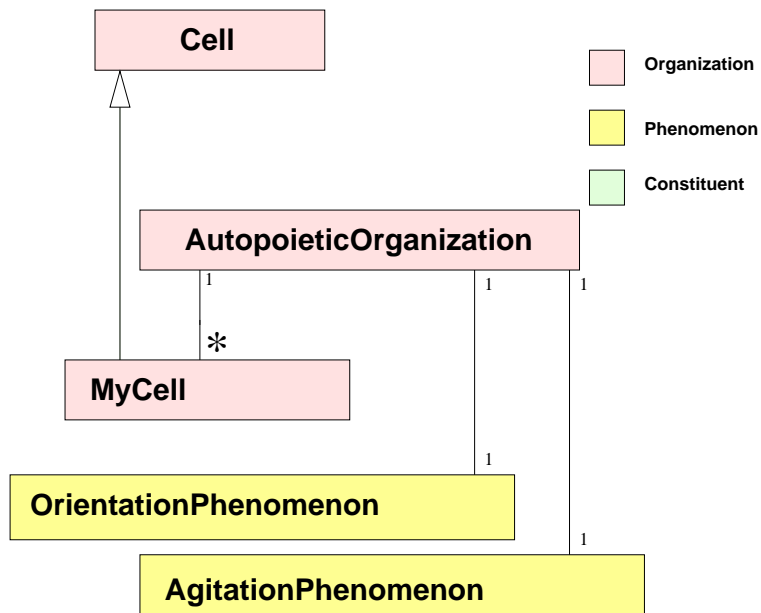 Cell
Organization
Phenomenon
Constituent
AutopoieticOrganization
1
1
1
*
MyCell
1
OrientationPhenomenon
1
AgitationPhenomenon